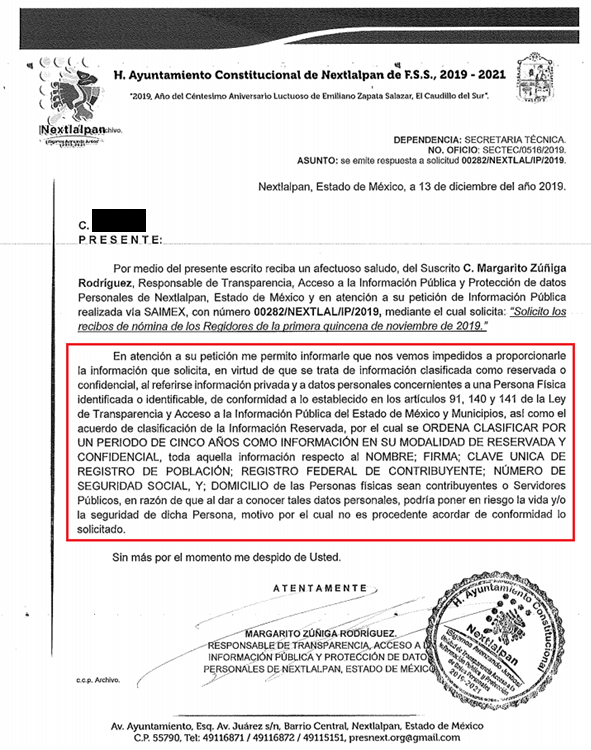 H. Ayuntamiento Constitucional de Nextlalpan de F.S.S., 2019 - 2021
"2019, Año del Céntesimo Aniversario Luctuoso de Emiliano Zapata Salazar, El Caudillo del Sur".
Nextlalpan
Archivo.
DEPENDENCIA: SECRETARIA TÉCNICA.
NO. OFICIO: SECTEC/0516/2019.
ASUNTO: se emite respuesta a solicitud 00282/NEXTLAL/IP/2019.
Nextlalpan, Estado de México, a 13 de diciembre del año 2019.
C.
P R E S E N T E:
Por medio del presente escrito reciba un afectuoso saludo, del Suscrito C. Margarito Zúñiga
Rodríguez, Responsable de Transparencia, Acceso a la Información Pública y Protección de datos
Personales de Nextlalpan, Estado de México y en atención a su petición de Información Pública
realizada vía SAIMEX, con número 00282/NEXTLAL/IP/2019, mediante el cual solicita: "Solicito los
recibos de nómina de los Regidores de la primera quincena de noviembre de 2019."
En atención a su petición me permito informarle que nos vemos impedidos a proporcionarle
la información que solicita, en virtud de que se trata de información clasificada como reservada o
confidencial, al referirse información privada y a datos personales concernientes a una Persona Física
identificada o identificable, de conformidad a lo establecido en los artículos 91, 140 y 141 de la Ley
de Transparencia y Acceso a la Información Pública del Estado de México y Municipios, así como el
acuerdo de clasificación de la Información Reservada, por el cual se ORDENA CLASIFICAR POR
UN PERIODO DE CINCO AÑOS COMO INFORMACIÓN EN SU MODALIDAD DE RESERVADA Y
CONFIDENCIAL, toda aquella información respecto al NOMBRE; FIRMA; CLAVE UNICA DE
REGISTRO DE POBLACIÓN; REGISTRO FEDERAL DE CONTRIBUYENTE; NÚMERO DE
SEGURIDAD SOCIAL, Y; DOMICILIO de las Personas físicas sean contribuyentes o Servidores
Públicos, en razón de que al dar a conocer tales datos personales, podría poner en riesgo la vida y/o
la seguridad de dicha Persona, motivo por el cual no es procedente acordar de conformidad lo
solicitado.
Sin más por el momento me despido de Usted.
A T E N T A M E N T E
MARGARITO ZÚÑIGA RODRÍGUEZ.
RESPONSABLE DE TRANSPARENCIA, ACCESO A LA
INFORMACIÓN PÚBLICA Y PROTECCIÓN DE DATOS
PERSONALES DE NEXTLALPAN, ESTADO DE MÉXICO
H. Ayuntamiento Constitucional
Nextlalpan
2019-2021
c.c.p. Archivo.
Av. Ayuntamiento, Esq. Av. Juárez s/n, Barrio Central, Nextlalpan, Estado de México
C.P. 55790, Tel: 49116871 / 49116872 / 49115151, presnext.org@gmail.com